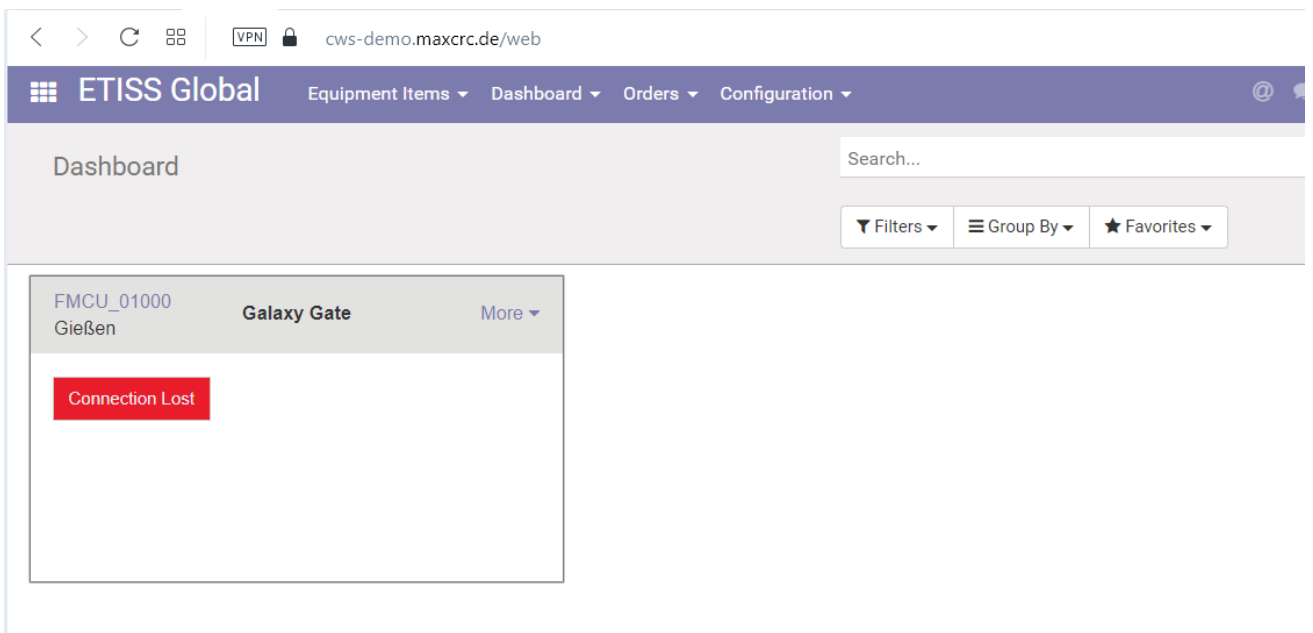 VPN cws-demo.maxcrc.de/web
ETISS Global Equipment Items Dashboard Orders Configuration @
Dashboard
Search...
Filters Group By Favorites
FMCU_01000 Galaxy Gate More
Gießen
Connection Lost